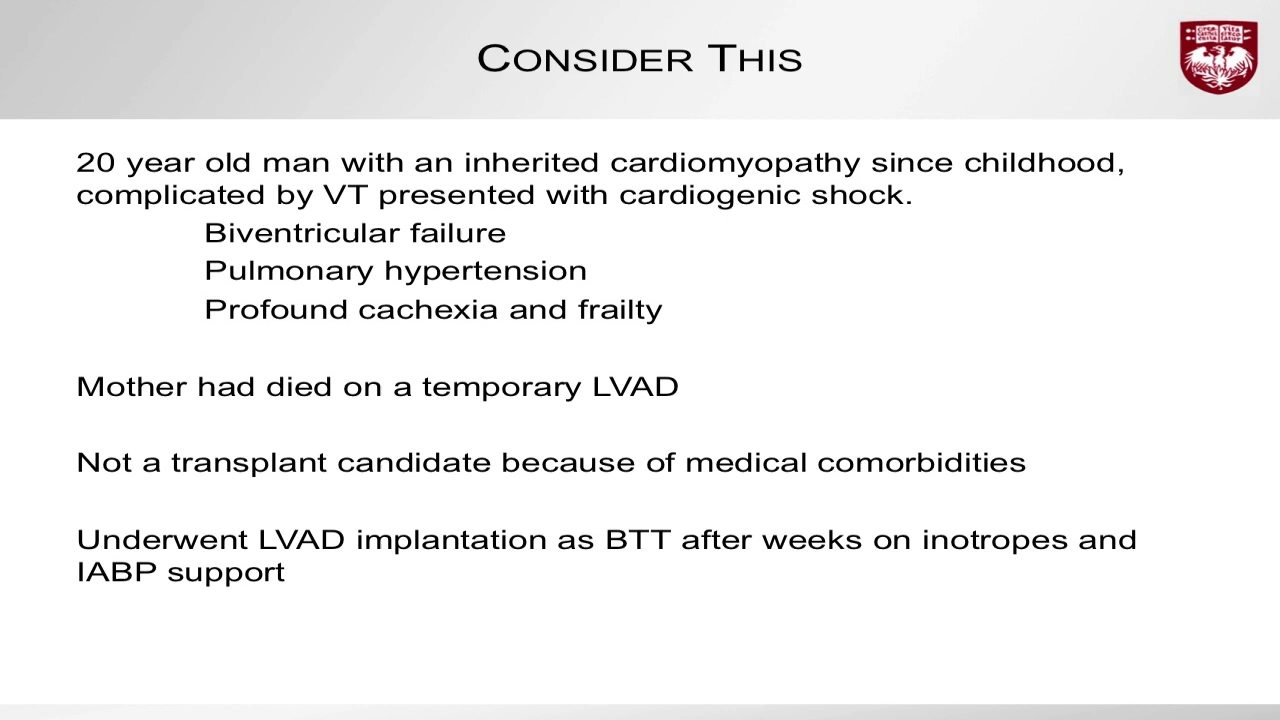 CONSIDER THIS
20 year old man with an inherited cardiomyopathy since childhood,
complicated by VT presented with cardiogenic shock.
Biventricular failure
Pulmonary hypertension
Profound cachexia and frailty
Mother had died on a temporary LVAD
Not a transplant candidate because of medical comorbidities
Underwent LVAD implantation as BTT after weeks on inotropes and
IABP support